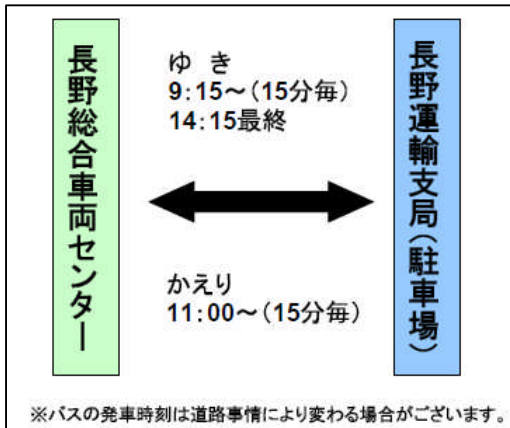 長野総合車両センター
ゆ き
9:15～(15分毎)
14:15最終
かえり
11:00～(15分毎)
長野運輸支局(駐車場)
※バスの発車時刻は道路事情により変わる場合がございます。